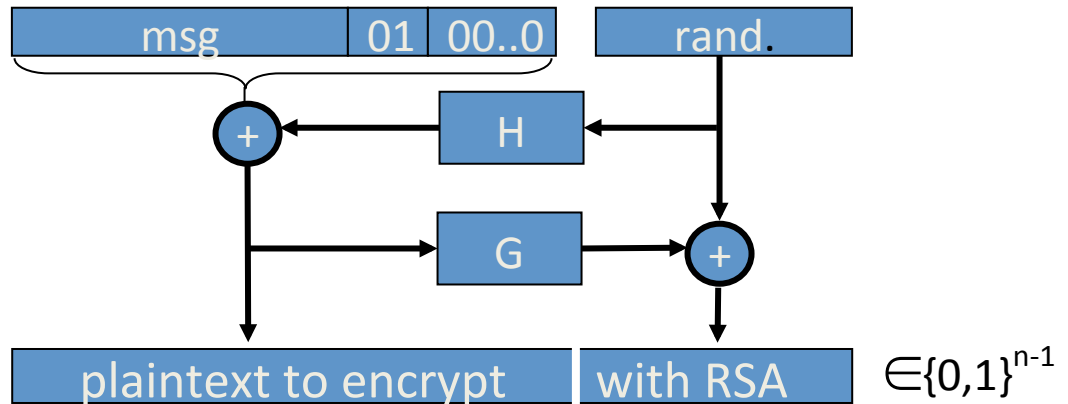 msg 01 00..0 rand.
+ H
G +
plaintext to encrypt with RSA ∈{0,1}ⁿ⁻¹